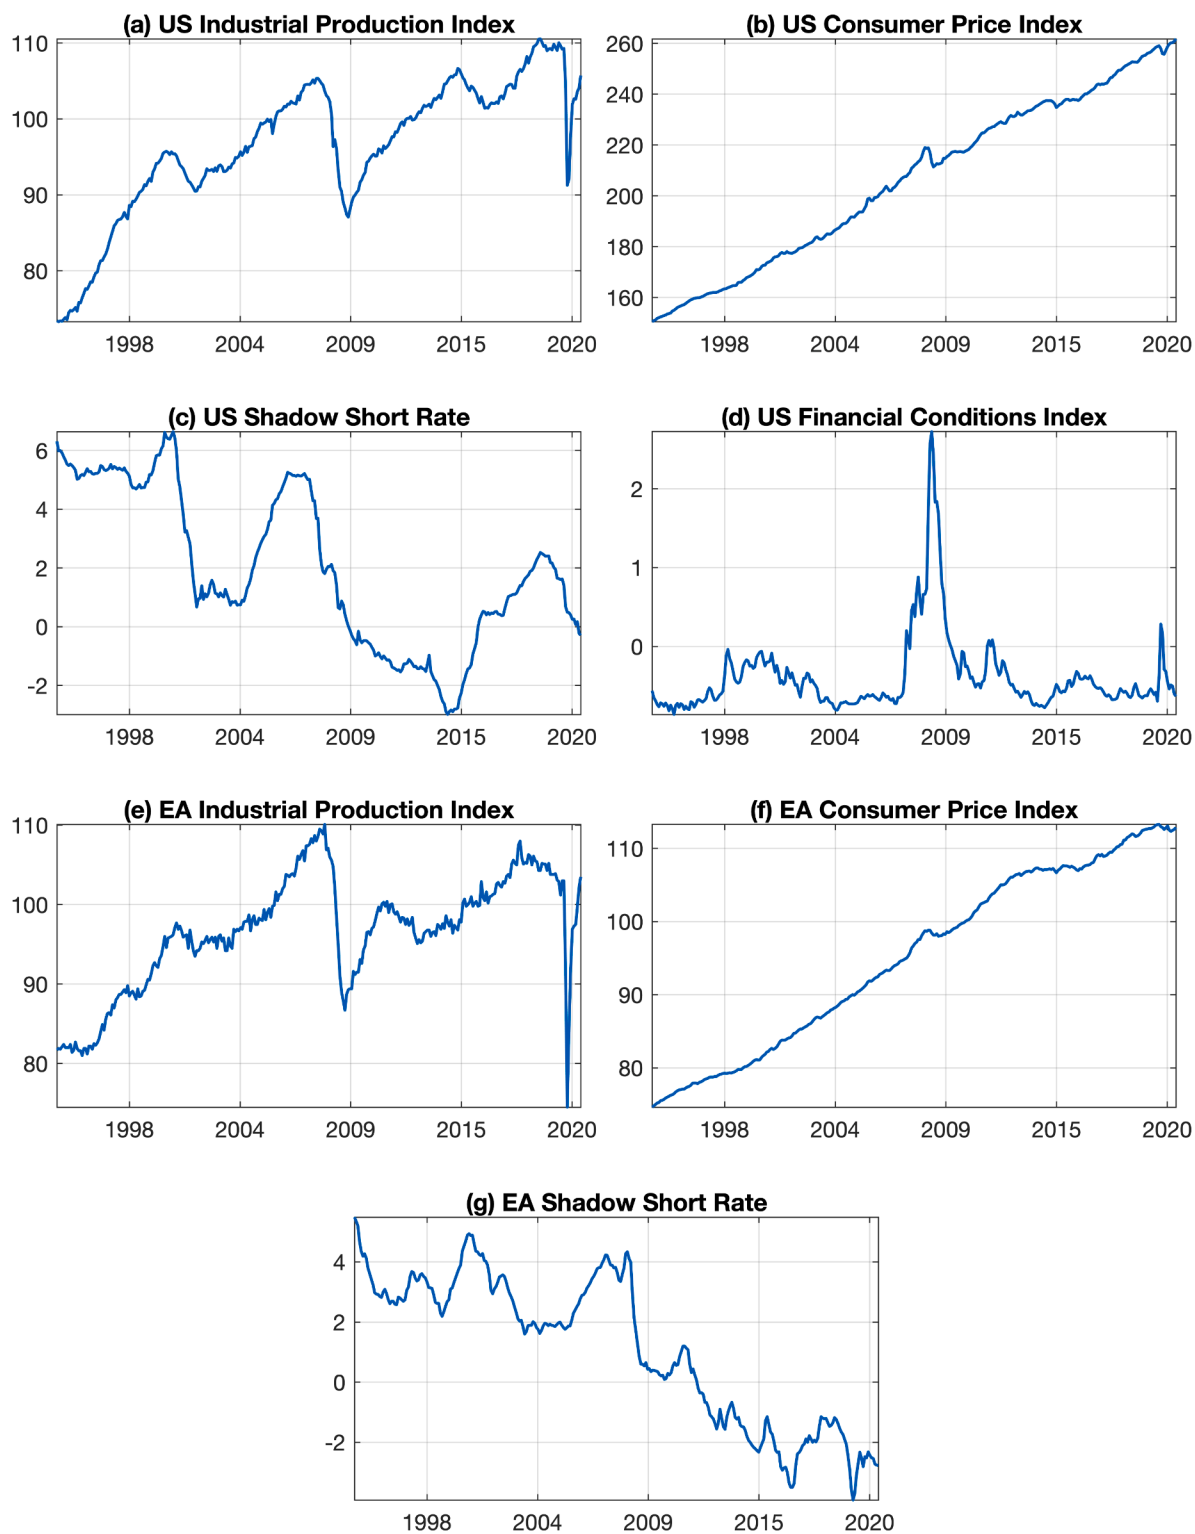 (a) US Industrial Production Index
110
100
90
80
1998 2004 2009 2015 2020
(b) US Consumer Price Index
260
240
220
200
180
160
1998 2004 2009 2015 2020
(c) US Shadow Short Rate
6
4
2
0
-2
1998 2004 2009 2015 2020
(d) US Financial Conditions Index
2
1
0
1998 2004 2009 2015 2020
(e) EA Industrial Production Index
110
100
90
80
1998 2004 2009 2015 2020
(f) EA Consumer Price Index
110
100
90
80
1998 2004 2009 2015 2020
(g) EA Shadow Short Rate
4
2
0
-2
1998 2004 2009 2015 2020